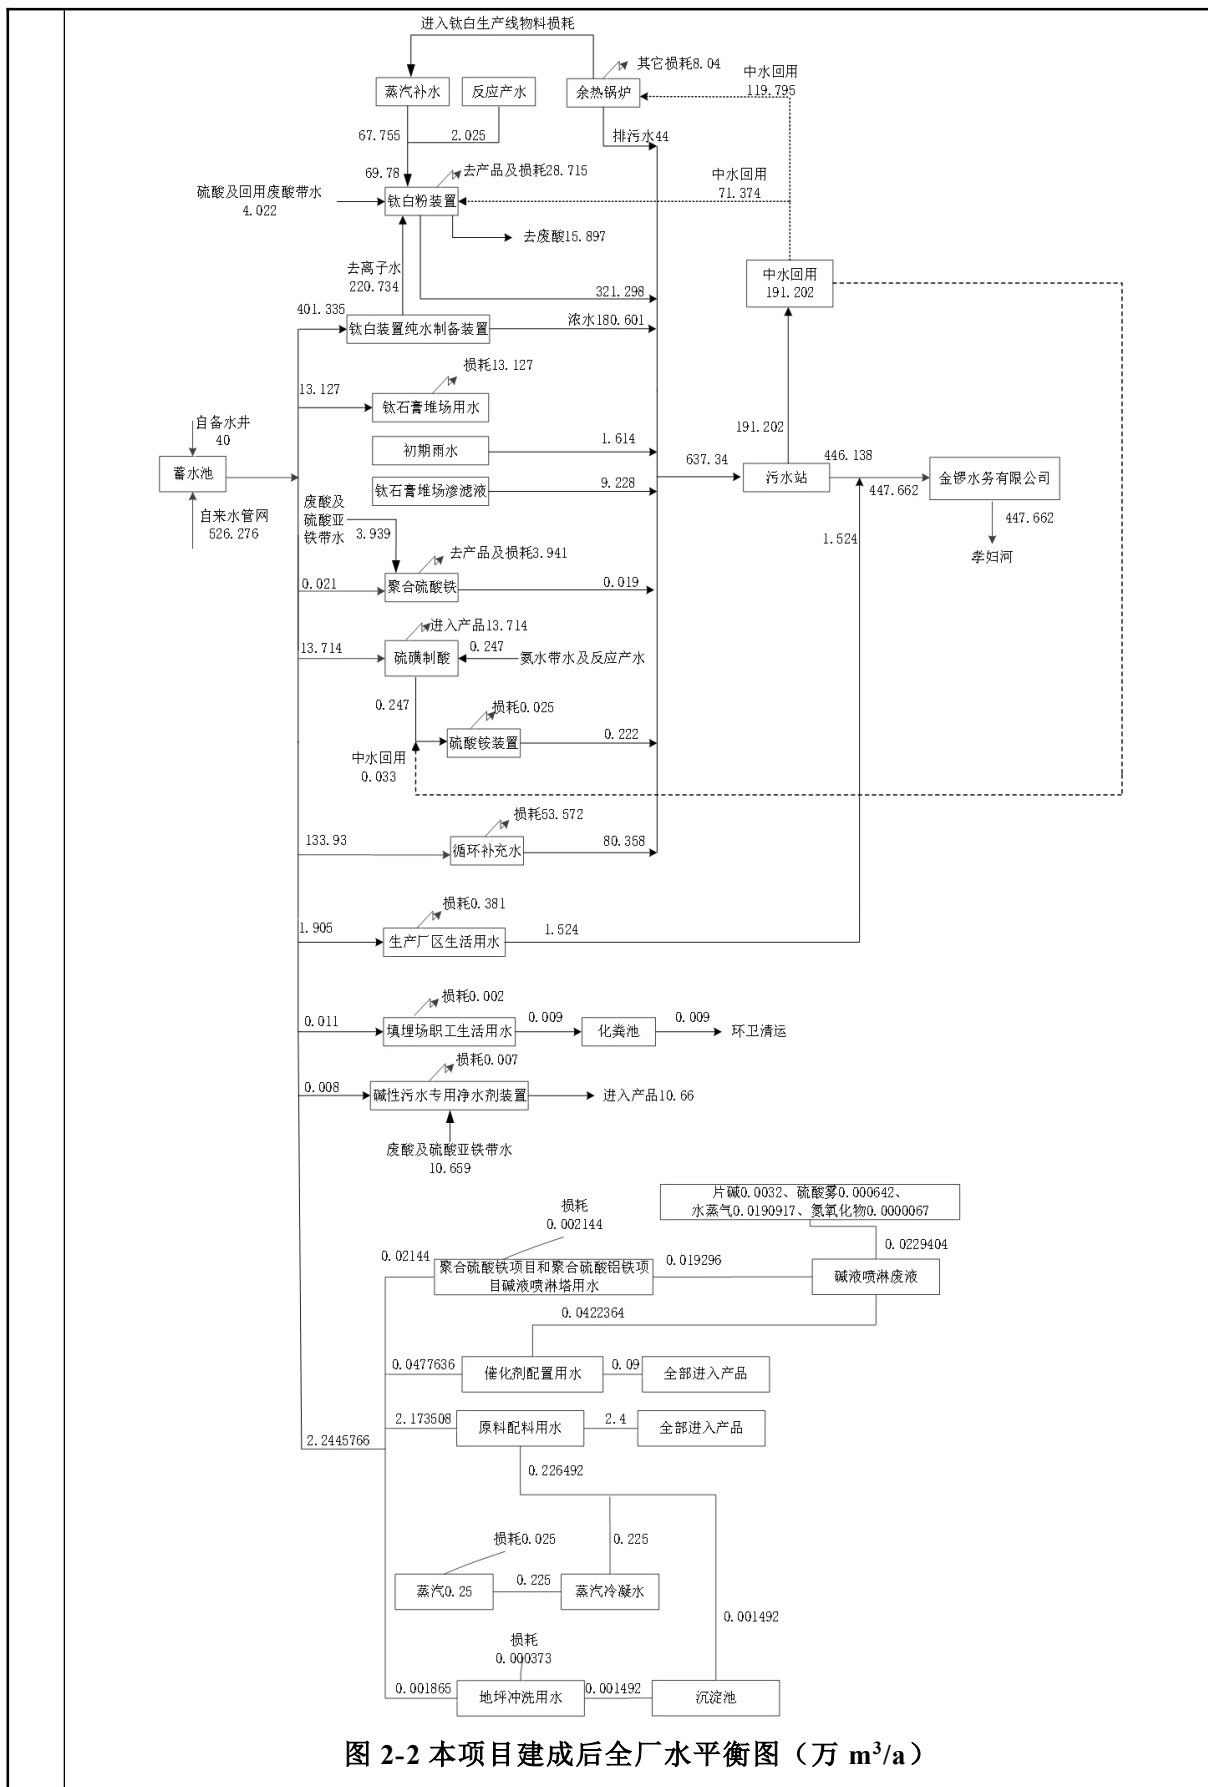 进入钛白生产线物料损耗
其它损耗8.04
中水回用
119.795
蒸汽补水
反应产水
余热锅炉
67.755
2.025
排污水44
69.78
去产品及损耗28.715
中水回用
71.374
硫酸及回用废酸带水
4.022
钛白粉装置
去废酸15.897
去离子水
220.734
中水回用
191.202
321.298
401.335
钛白装置纯水制备装置
浓水180.601
损耗13.127
13.127
钛石膏堆场用水
自备水井
40
初期雨水
1.614
191.202
蓄水池
637.34
污水站
446.138
金锣水务有限公司
钛石膏堆场渗滤液
9.228
447.662
自来水管网
526.276
废酸及
硫酸亚
铁带水
3.939
447.662
1.524
孝妇河
去产品及损耗3.941
0.021
聚合硫酸铁
0.019
进入产品13.714
13.714
硫磺制酸
0.247
氨水带水及反应产水
0.247
损耗0.025
硫酸铵装置
0.222
中水回用
0.033
损耗53.572
133.93
循环补充水
80.358
损耗0.381
1.905
生产厂区生活用水
1.524
损耗0.002
0.011
填埋场职工生活用水
0.009
化粪池
0.009
环卫清运
损耗0.007
0.008
碱性污水专用净水剂装置
进入产品10.66
废酸及硫酸亚铁带水
10.659
片碱0.0032、硫酸雾0.000642、
水蒸气0.0190917、氮氧化物0.0000067
损耗
0.002144
0.0229404
0.02144
聚合硫酸铁项目和聚合硫酸铝铁项
目碱液喷淋塔用水
0.019296
碱液喷淋废液
0.0422364
0.0477636
催化剂配置用水
0.09
全部进入产品
2.173508
原料配料用水
2.4
全部进入产品
2.2445766
0.226492
损耗0.025
0.225
蒸汽0.25
0.225
蒸汽冷凝水
0.001492
损耗
0.000373
0.001865
地坪冲洗用水
0.001492
沉淀池
图 2-2 本项目建成后全厂水平衡图（万 m³/a）